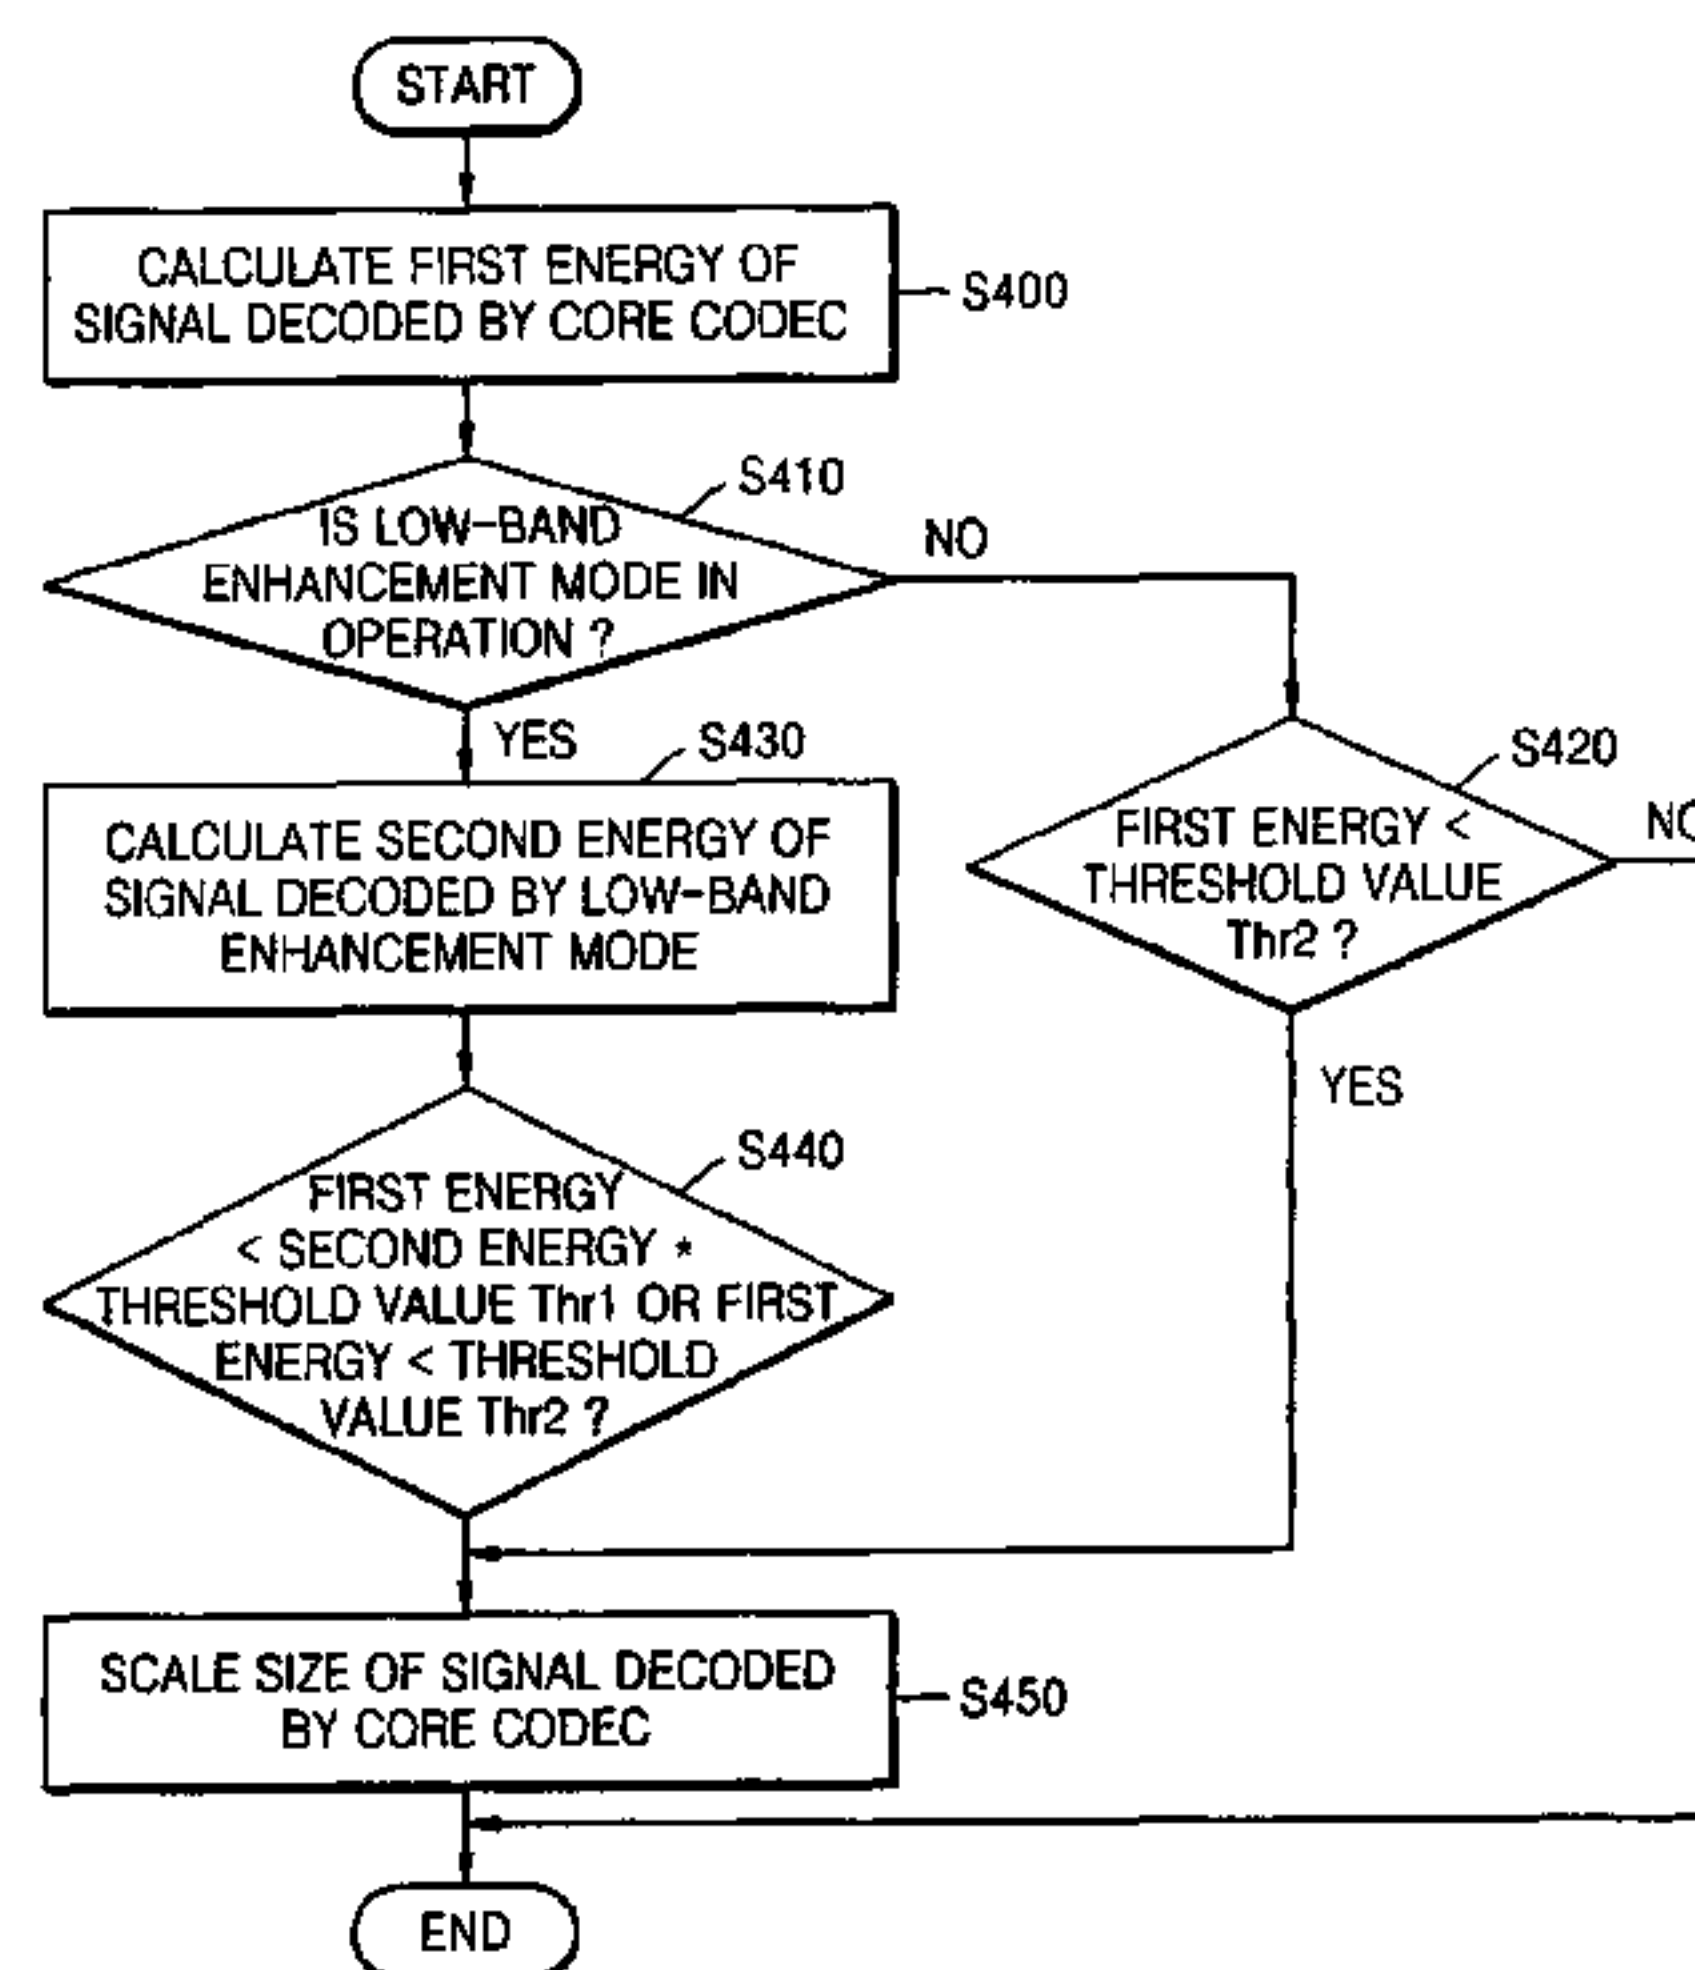 START
CALCULATE FIRST ENERGY OF
SIGNAL DECODED BY CORE CODEC
S400
S410
IS LOW-BAND
ENHANCEMENT MODE IN
OPERATION ?
NO
YES
S430
CALCULATE SECOND ENERGY OF
SIGNAL DECODED BY LOW-BAND
ENHANCEMENT MODE
S420
FIRST ENERGY <
THRESHOLD VALUE
Thr2 ?
YES
S440
FIRST ENERGY
< SECOND ENERGY *
THRESHOLD VALUE Thr1 OR FIRST
ENERGY < THRESHOLD
VALUE Thr2 ?
SCALE SIZE OF SIGNAL DECODED
BY CORE CODEC
S450
END